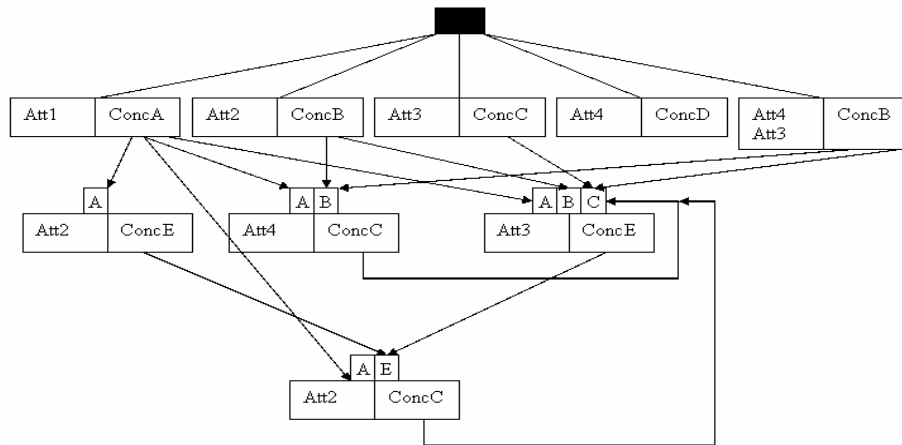 Att1 ConcA Att2 ConcB Att3 ConcC Att4 ConcD Att4 ConcB
Att3
A A B A B C
Att2 ConcE Att4 ConcC Att3 ConcE
A E
Att2 ConcC